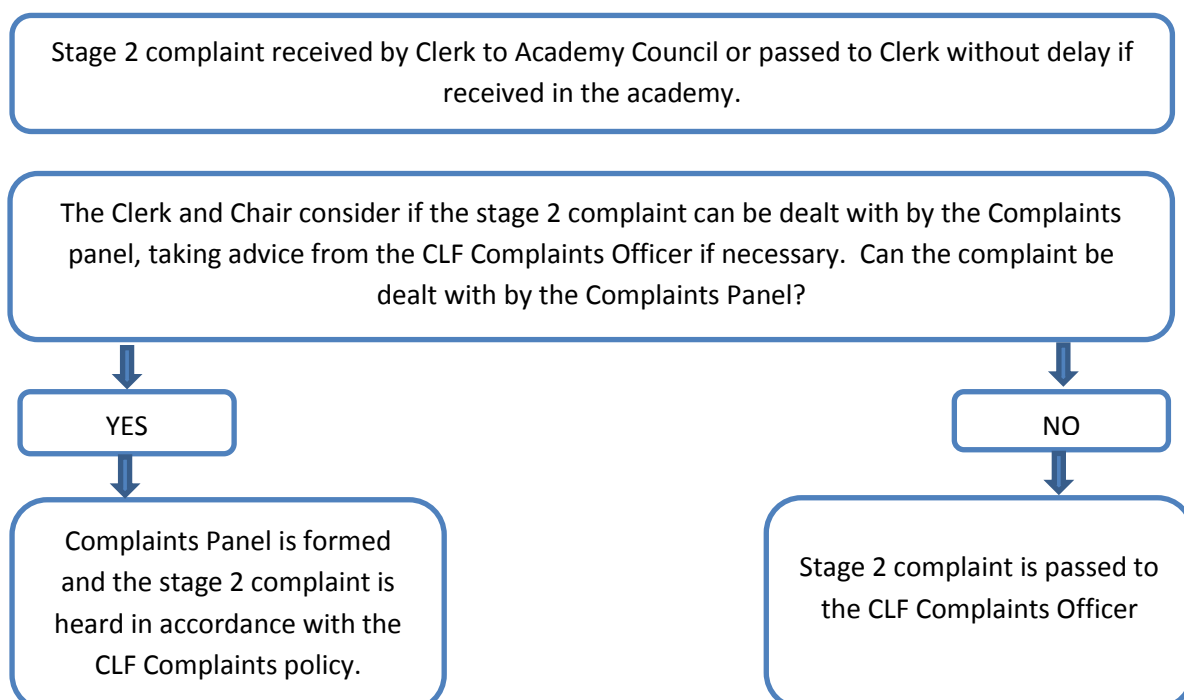 Stage 2 complaint received by Clerk to Academy Council or passed to Clerk without delay if
received in the academy.
The Clerk and Chair consider if the stage 2 complaint can be dealt with by the Complaints
panel, taking advice from the CLF Complaints Officer if necessary.  Can the complaint be
dealt with by the Complaints Panel?
YES
NO
Complaints Panel is formed
and the stage 2 complaint is
heard in accordance with the
CLF Complaints policy.
Stage 2 complaint is passed to
the CLF Complaints Officer